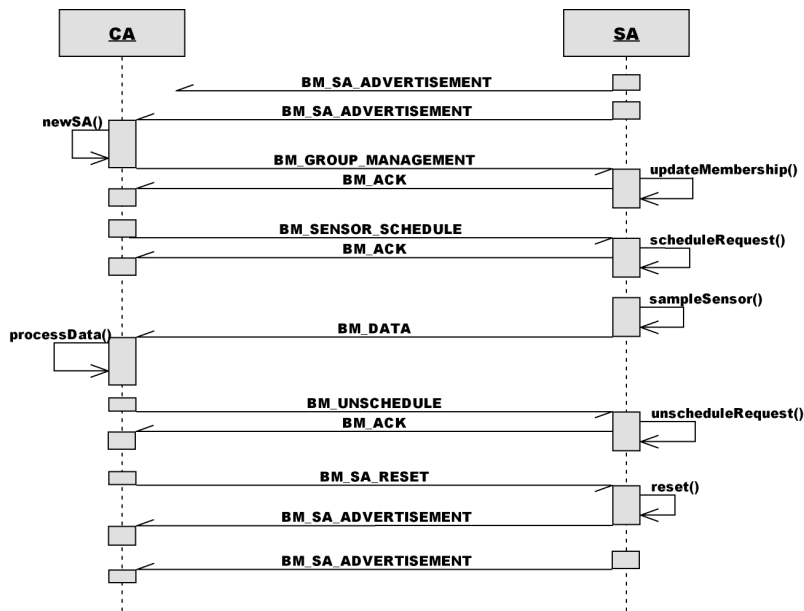 CA
SA
BM_SA_ADVERTISEMENT
BM_SA_ADVERTISEMENT
newSA()
BM_GROUP_MANAGEMENT
updateMembership()
BM_ACK
BM_SENSOR_SCHEDULE
scheduleRequest()
BM_ACK
sampleSensor()
BM_DATA
processData()
BM_UNSCHEDULE
unscheduleRequest()
BM_ACK
BM_SA_RESET
reset()
BM_SA_ADVERTISEMENT
BM_SA_ADVERTISEMENT